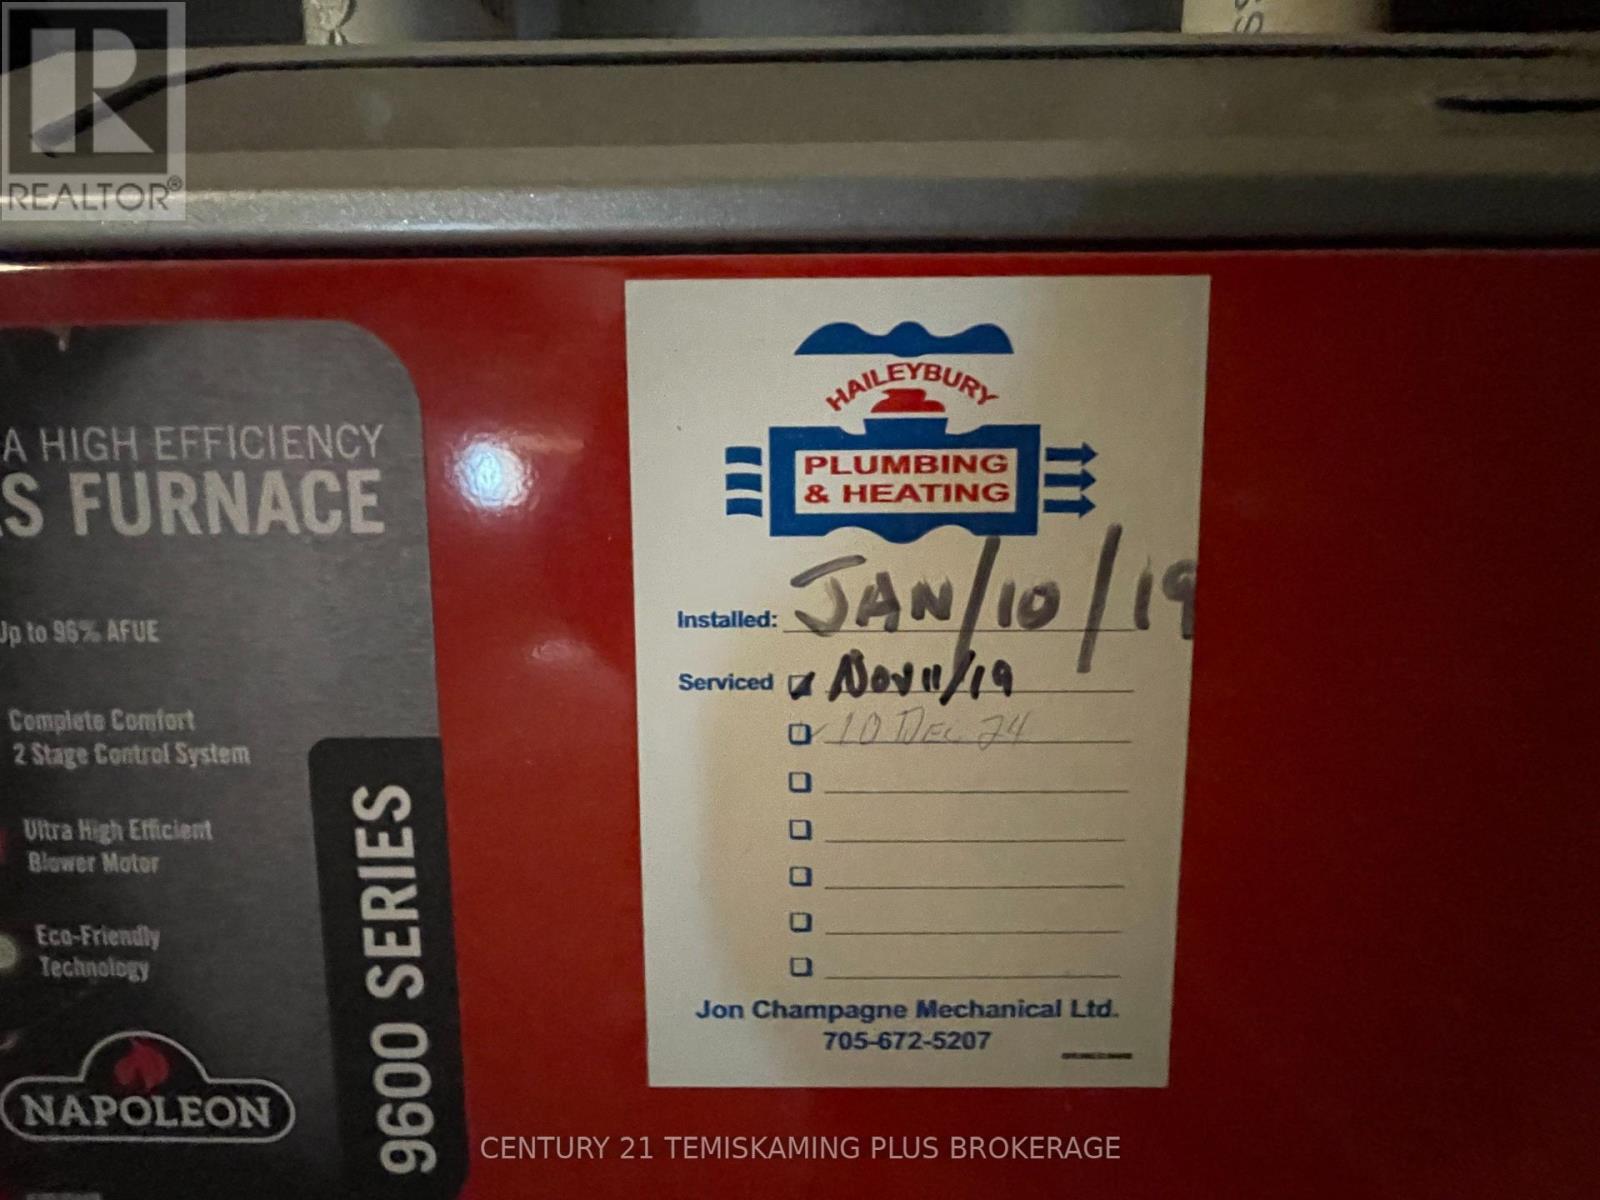 REALTOR®
A HIGH EFFICIENCY
S FURNACE
Up to 96% AFUE
Complete Comfort
2 Stage Control System
Ultra High Efficient
Blower Motor
Eco-Friendly
Technology
NAPOLEON
9600 SERIES
HAILEYBURY
PLUMBING
& HEATING
Installed: JAN/10/19
Serviced NOV 11/19
10 DEC 24
Jon Champagne Mechanical Ltd.
705-672-5207
CENTURY 21 TEMISKAMING PLUS BROKERAGE